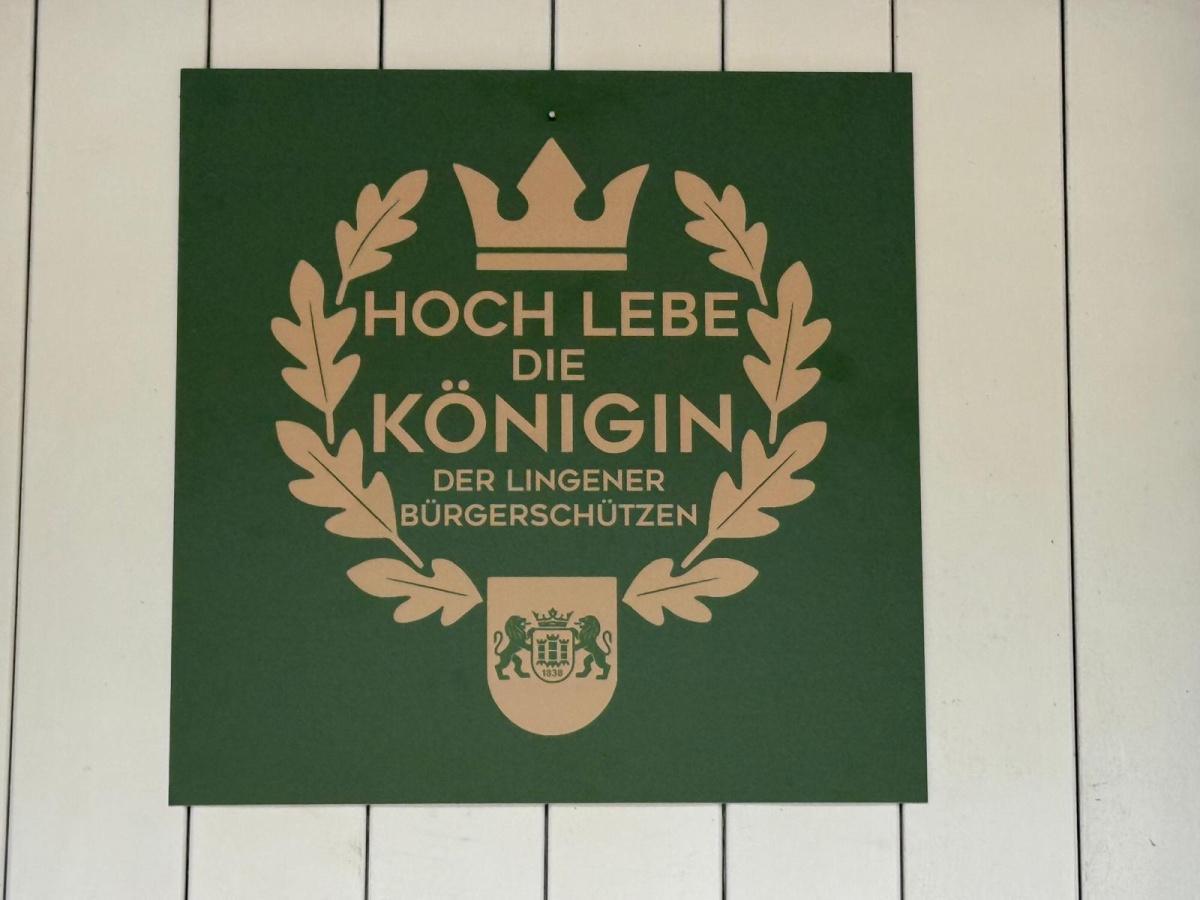 HOCH LEBE
DIE
KÖNIGIN
DER LINGENER
BÜRGERSCHÜTZEN
1838